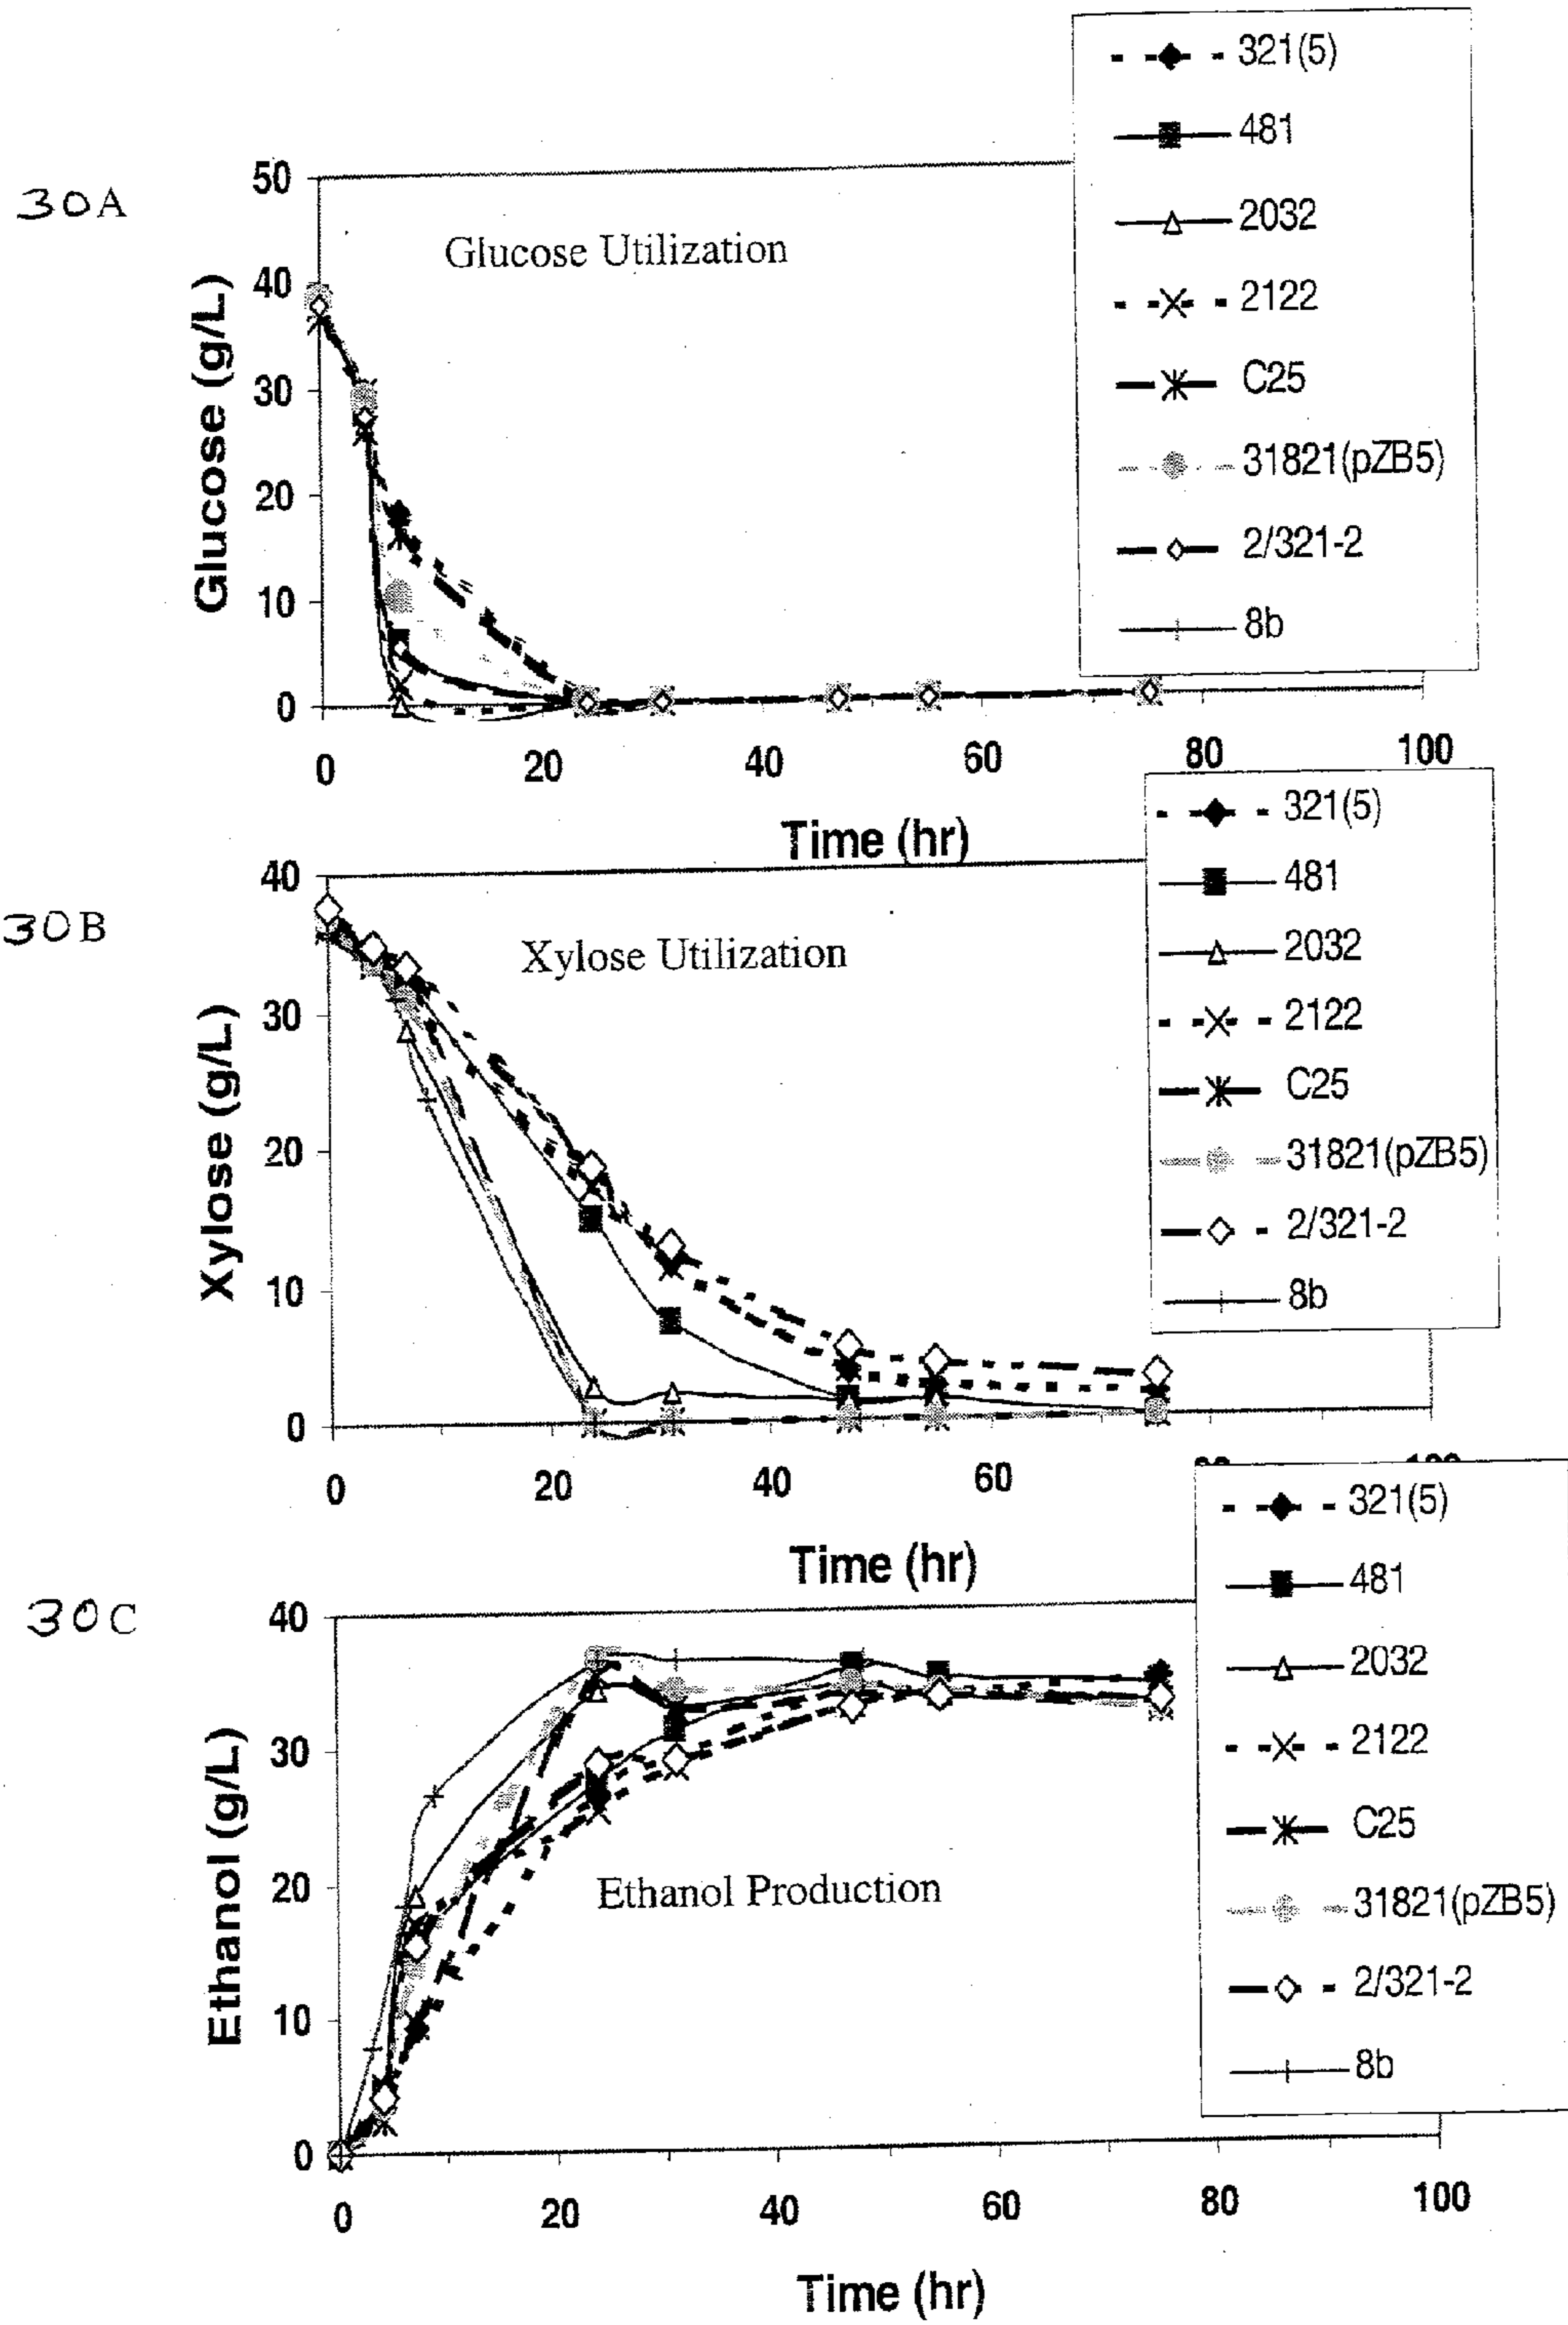 321(5)
481
2032
2122
C25
31821(pZB5)
2/321-2
8b
30A
Glucose Utilization
Glucose (g/L)
50
40
30
20
10
0
0 20 40 60 80 100
Time (hr)
321(5)
481
2032
2122
C25
31821(pZB5)
2/321-2
8b
30B
Xylose Utilization
Xylose (g/L)
40
30
20
10
0
0 20 40 60
Time (hr)
321(5)
481
2032
2122
C25
31821(pZB5)
2/321-2
8b
30C
Ethanol Production
Ethanol (g/L)
40
30
20
10
0
0 20 40 60 80 100
Time (hr)